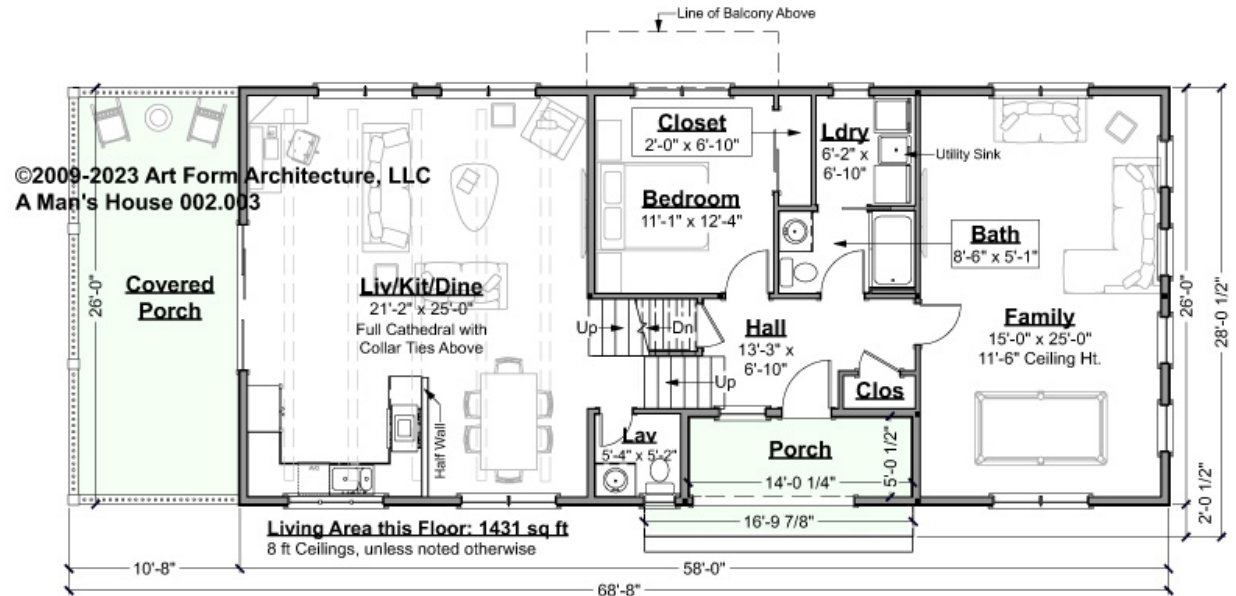 Line of Balcony Above
Closet
2'-0" x 6'-10"
Ldry
6'-2" x
6'-10"
Utility Sink
©2009-2023 Art Form Architecture, LLC
A Man's House 002.003
Bedroom
11'-1" x 12'-4"
Bath
8'-6" x 5'-1"
Covered
Porch
26'-0"
Liv/Kit/Dine
21'-2" x 25'-0"
Full Cathedral with
Collar Ties Above
Up
Dn
Hall
13'-3" x
6'-10"
Family
15'-0" x 25'-0"
11'-6" Ceiling Ht.
26'-0"
28'-0 1/2"
Up
Clos
Half Wall
Lav
5'-4" x 5'-2"
Porch
14'-0 1/4"
5'-0 1/2"
2'-0 1/2"
16'-9 7/8"
Living Area this Floor: 1431 sq ft
8 ft Ceilings, unless noted otherwise
10'-8"
58'-0"
68'-8"